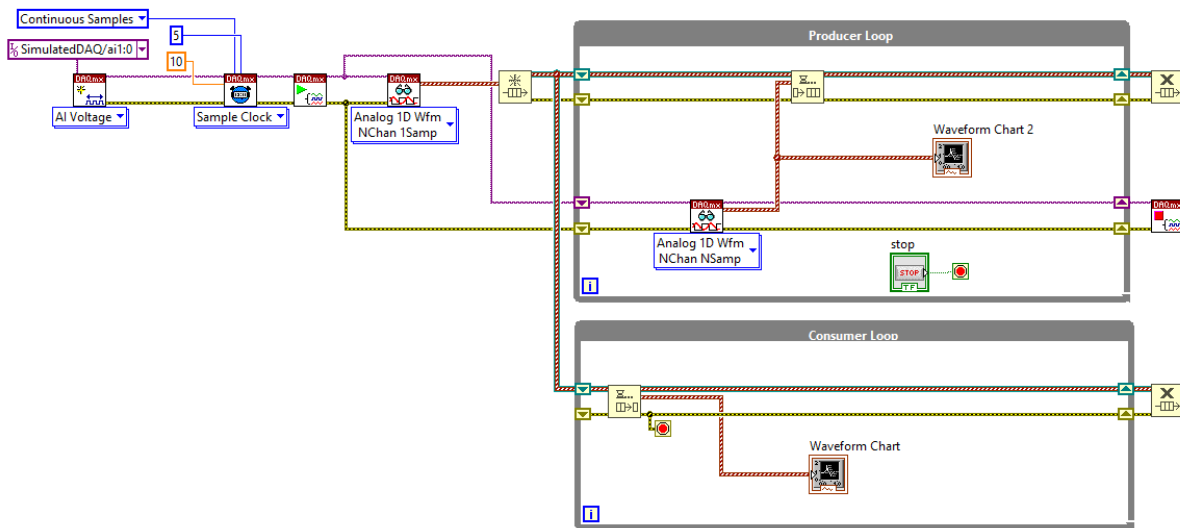 Continuous Samples
5
SimulatedDAQ/ai1:0
10
DAQmx
DAQmx
DAQmx
DAQmx
AI Voltage
Sample Clock
Analog 1D Wfm
NChan 1Samp
Producer Loop
Waveform Chart 2
DAQmx
DAQmx
Analog 1D Wfm
NChan NSamp
stop
STOP
TF
i
Consumer Loop
Waveform Chart
i